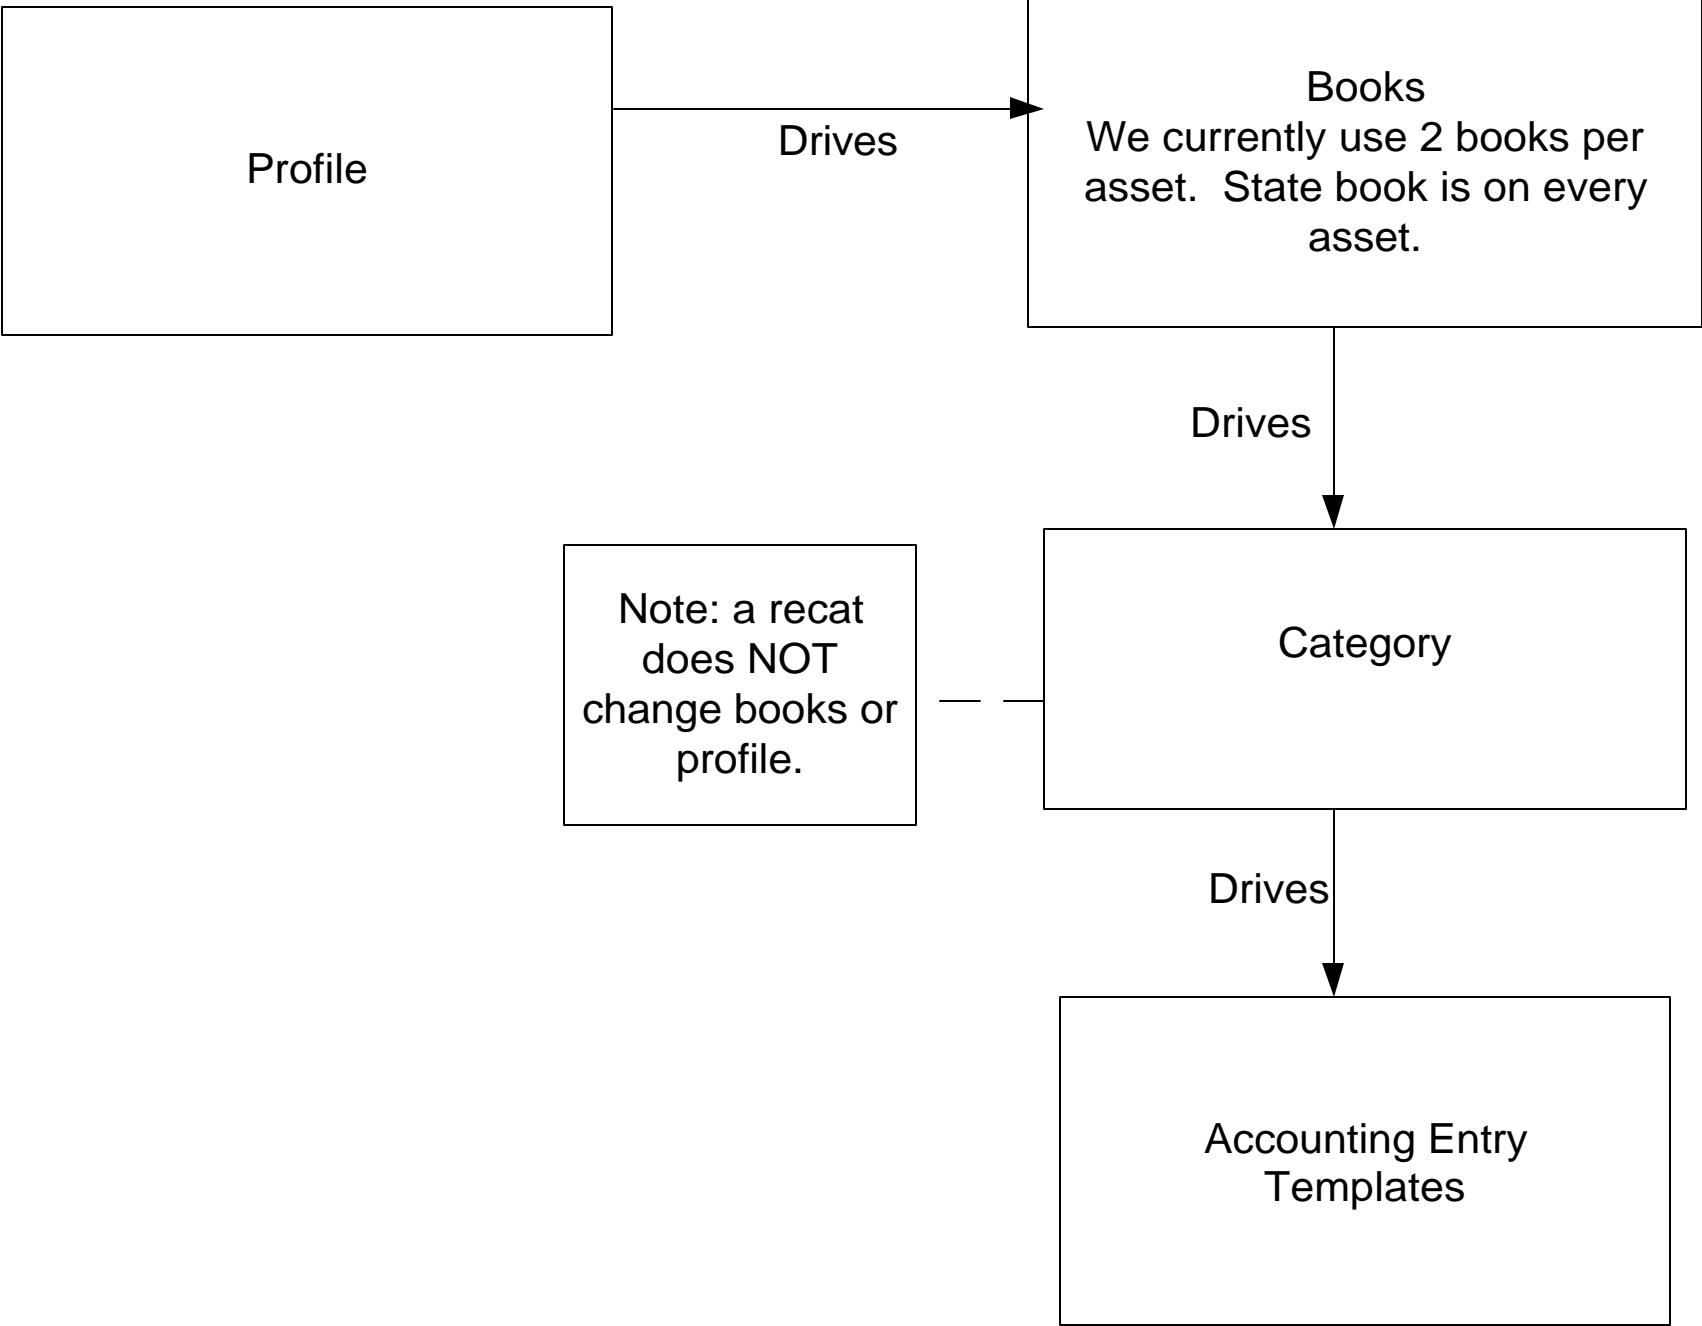 Profile
Drives
Books
We currently use 2 books per
asset.  State book is on every
asset.
Drives
Note: a recat
does NOT
change books or
profile.
Category
Drives
Accounting Entry
Templates